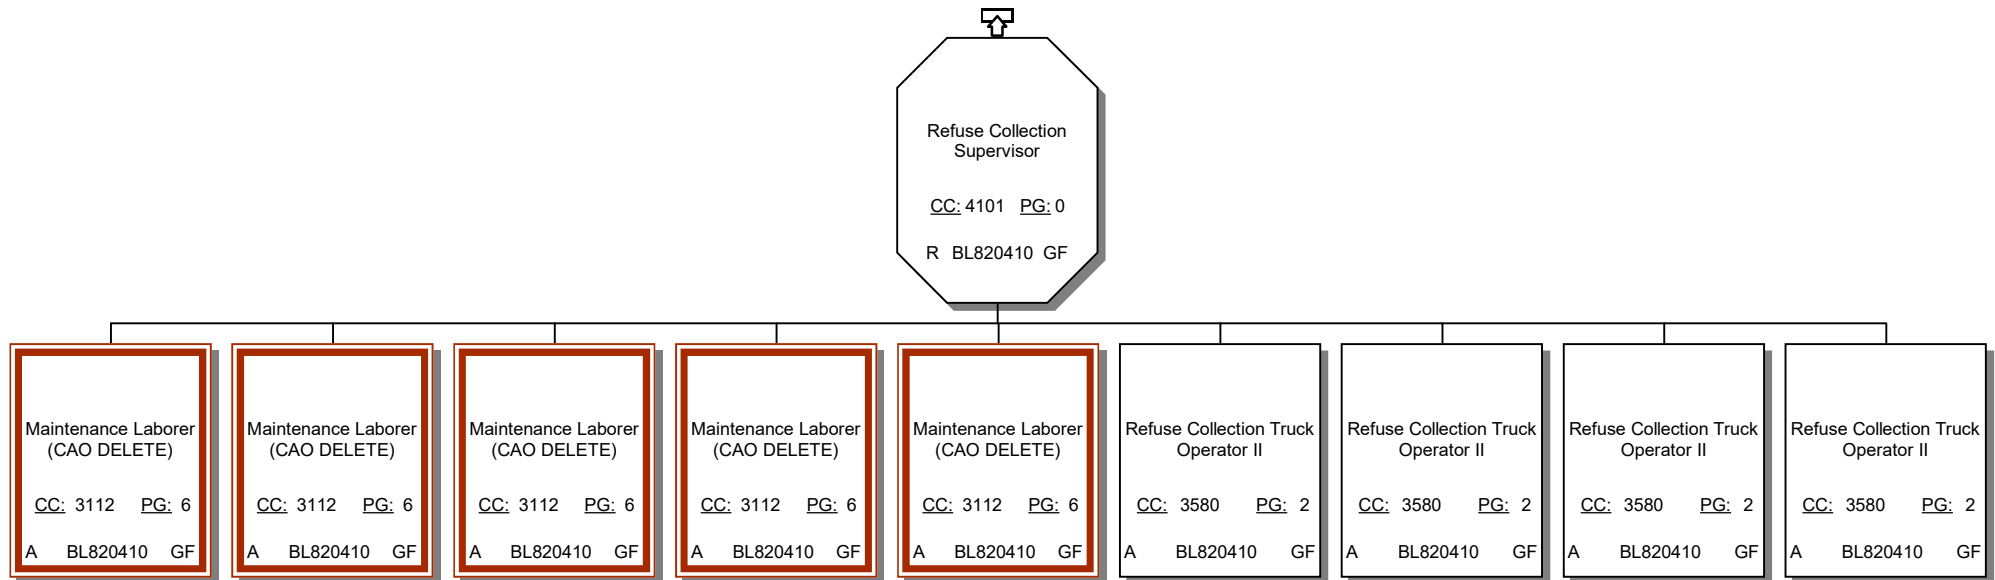 Refuse Collection
Supervisor
CC: 4101 PG: 0
R BL820410 GF
Maintenance Laborer
(CAO DELETE)
CC: 3112 PG: 6
A BL820410 GF
Maintenance Laborer
(CAO DELETE)
CC: 3112 PG: 6
A BL820410 GF
Maintenance Laborer
(CAO DELETE)
CC: 3112 PG: 6
A BL820410 GF
Maintenance Laborer
(CAO DELETE)
CC: 3112 PG: 6
A BL820410 GF
Maintenance Laborer
(CAO DELETE)
CC: 3112 PG: 6
A BL820410 GF
Refuse Collection Truck
Operator II
CC: 3580 PG: 2
A BL820410 GF
Refuse Collection Truck
Operator II
CC: 3580 PG: 2
A BL820410 GF
Refuse Collection Truck
Operator II
CC: 3580 PG: 2
A BL820410 GF
Refuse Collection Truck
Operator II
CC: 3580 PG: 2
A BL820410 GF